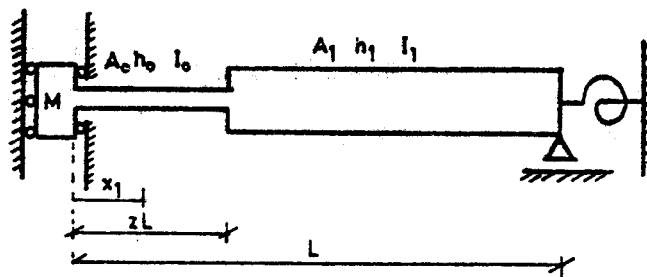 A₀ h₀ I₀
A₁ h₁ I₁
M
x₁
zL
L